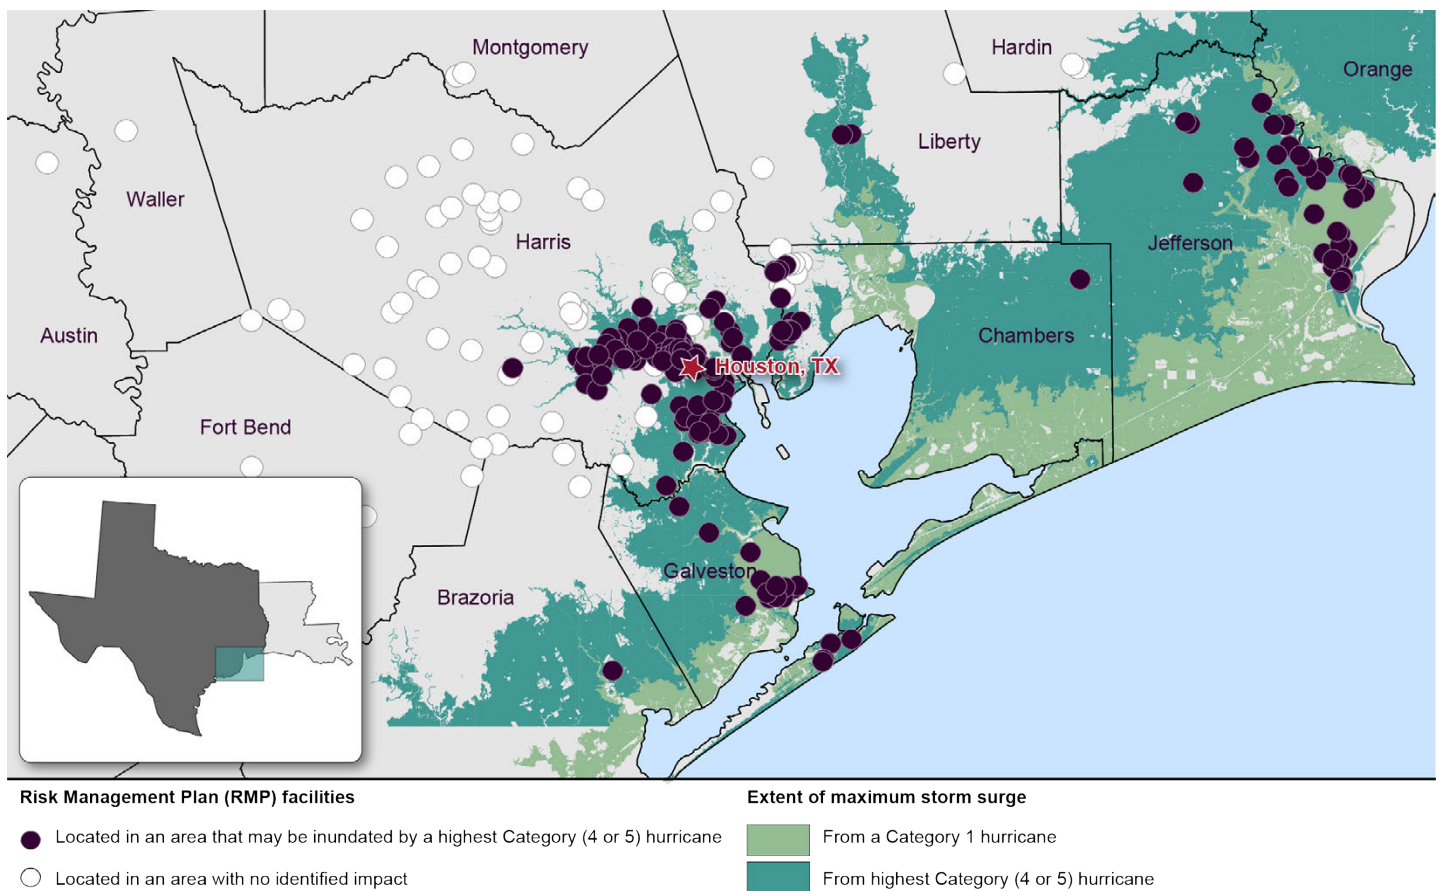 Montgomery
Hardin
Orange
Liberty
Waller
Harris
Jefferson
Austin
Chambers
Houston, TX
Fort Bend
Galveston
Brazoria
Risk Management Plan (RMP) facilities
Located in an area that may be inundated by a highest Category (4 or 5) hurricane
Located in an area with no identified impact
Extent of maximum storm surge
From a Category 1 hurricane
From highest Category (4 or 5) hurricane